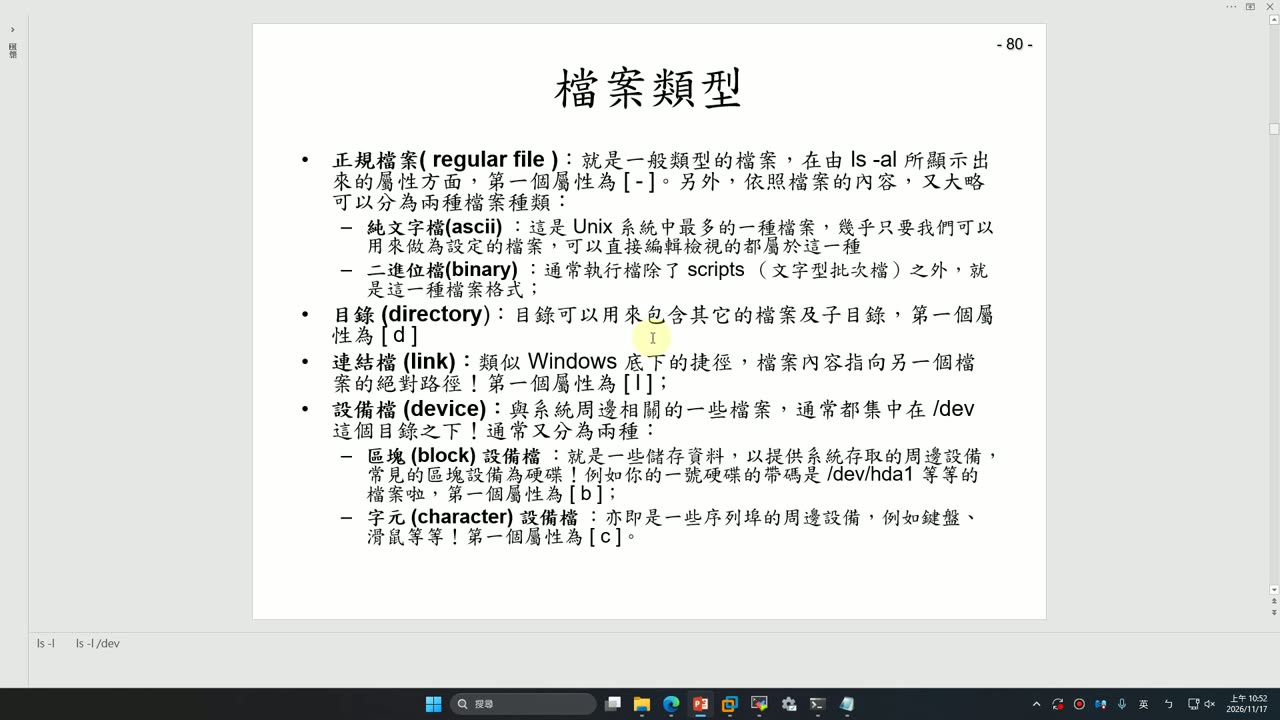 - 80 -
檔案類型
• 正規檔案( regular file )：就是一般類型的檔案，在由 ls -al 所顯示出
來的屬性方面，第一個屬性為 [ - ]。另外，依照檔案的內容，又大略
可以分為兩種檔案種類：
– 純文字檔(ascii) ：這是 Unix 系統中最多的一種檔案，幾乎只要我們可以
用來做為設定的檔案，可以直接編輯檢視的都屬於這一種
– 二進位檔(binary) ：通常執行檔除了 scripts （文字型批次檔）之外，就
是這一種檔案格式；
• 目錄 (directory)：目錄可以用來包含其它的檔案及子目錄，第一個屬
性為 [ d ]
• 連結檔 (link)：類似 Windows 底下的捷徑，檔案內容指向另一個檔
案的絕對路徑！第一個屬性為 [ l ]；
• 設備檔 (device)：與系統周邊相關的一些檔案，通常都集中在 /dev
這個目錄之下！通常又分為兩種：
– 區塊 (block) 設備檔 ：就是一些儲存資料，以提供系統存取的周邊設備，
常見的區塊設備為硬碟！例如你的一號硬碟的帶碼是 /dev/hda1 等等的
檔案啦，第一個屬性為 [ b ]；
– 字元 (character) 設備檔 ：亦即是一些序列埠的周邊設備，例如鍵盤、
滑鼠等等！第一個屬性為 [ c ]。
ls -l ls -l /dev
搜尋
英 ㄅ
上午 10:52
2026/11/17